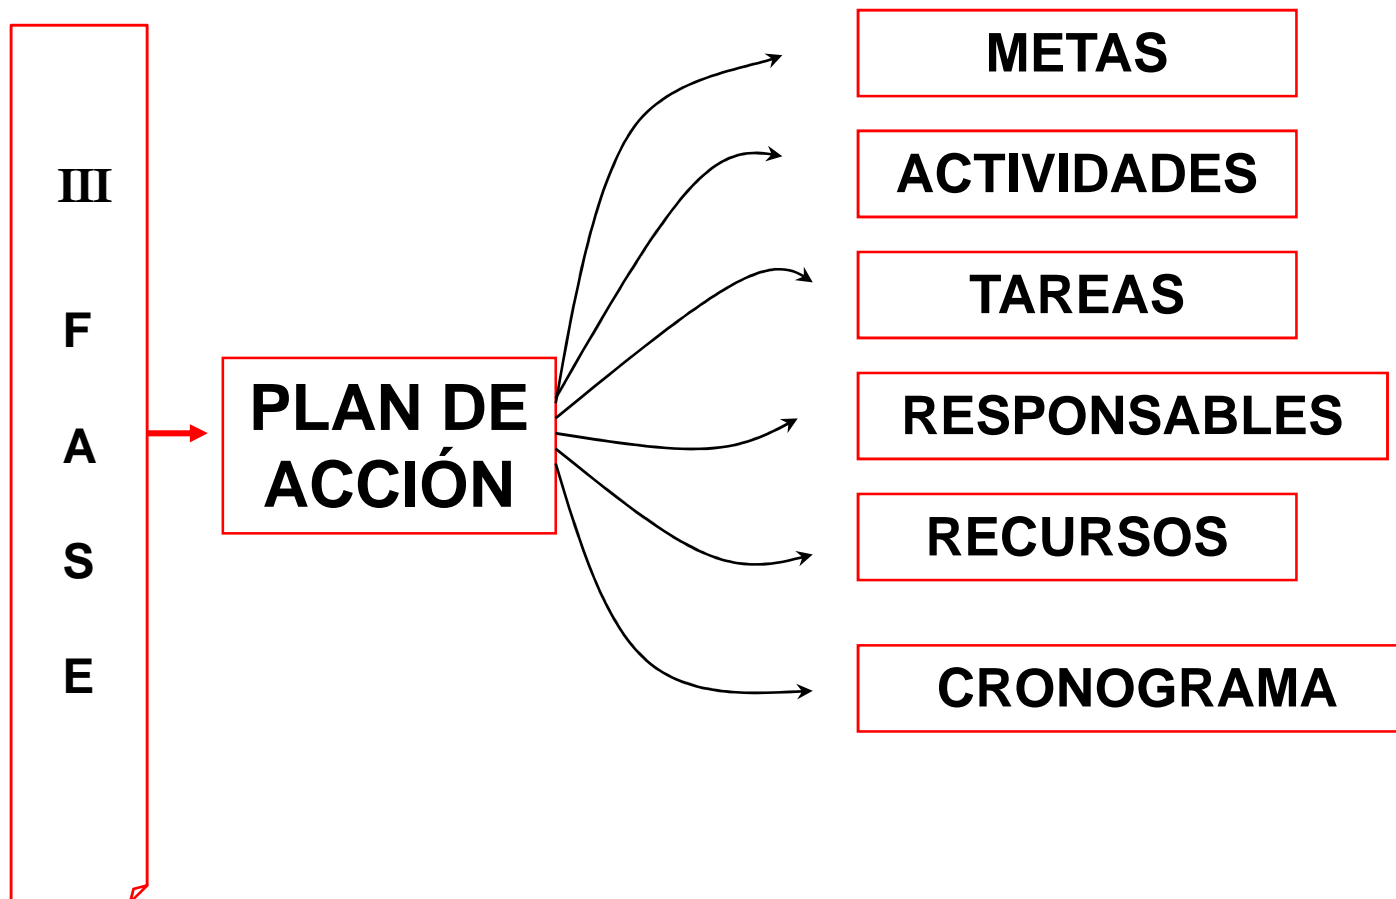 III
F
A
S
E
PLAN DE
ACCIÓN
METAS
ACTIVIDADES
TAREAS
RESPONSABLES
RECURSOS
CRONOGRAMA